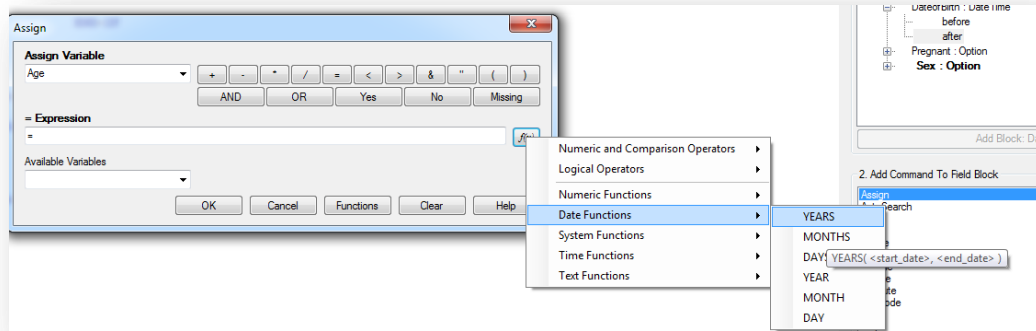 Assign
x
Assign Variable
Age
+ - * / = < > & " ( )
AND OR Yes No Missing
= Expression
=
Available Variables
OK Cancel Functions Clear Help
Numeric and Comparison Operators
Logical Operators
Numeric Functions
Date Functions
System Functions
Time Functions
Text Functions
YEARS
MONTHS
DAYS
YEARS( <start_date>, <end_date> )
YEAR
MONTH
DAY
DateofBirth : DateTime
before
after
Pregnant : Option
Sex : Option
Add Block: D
2. Add Command To Field Block
Assign
Search